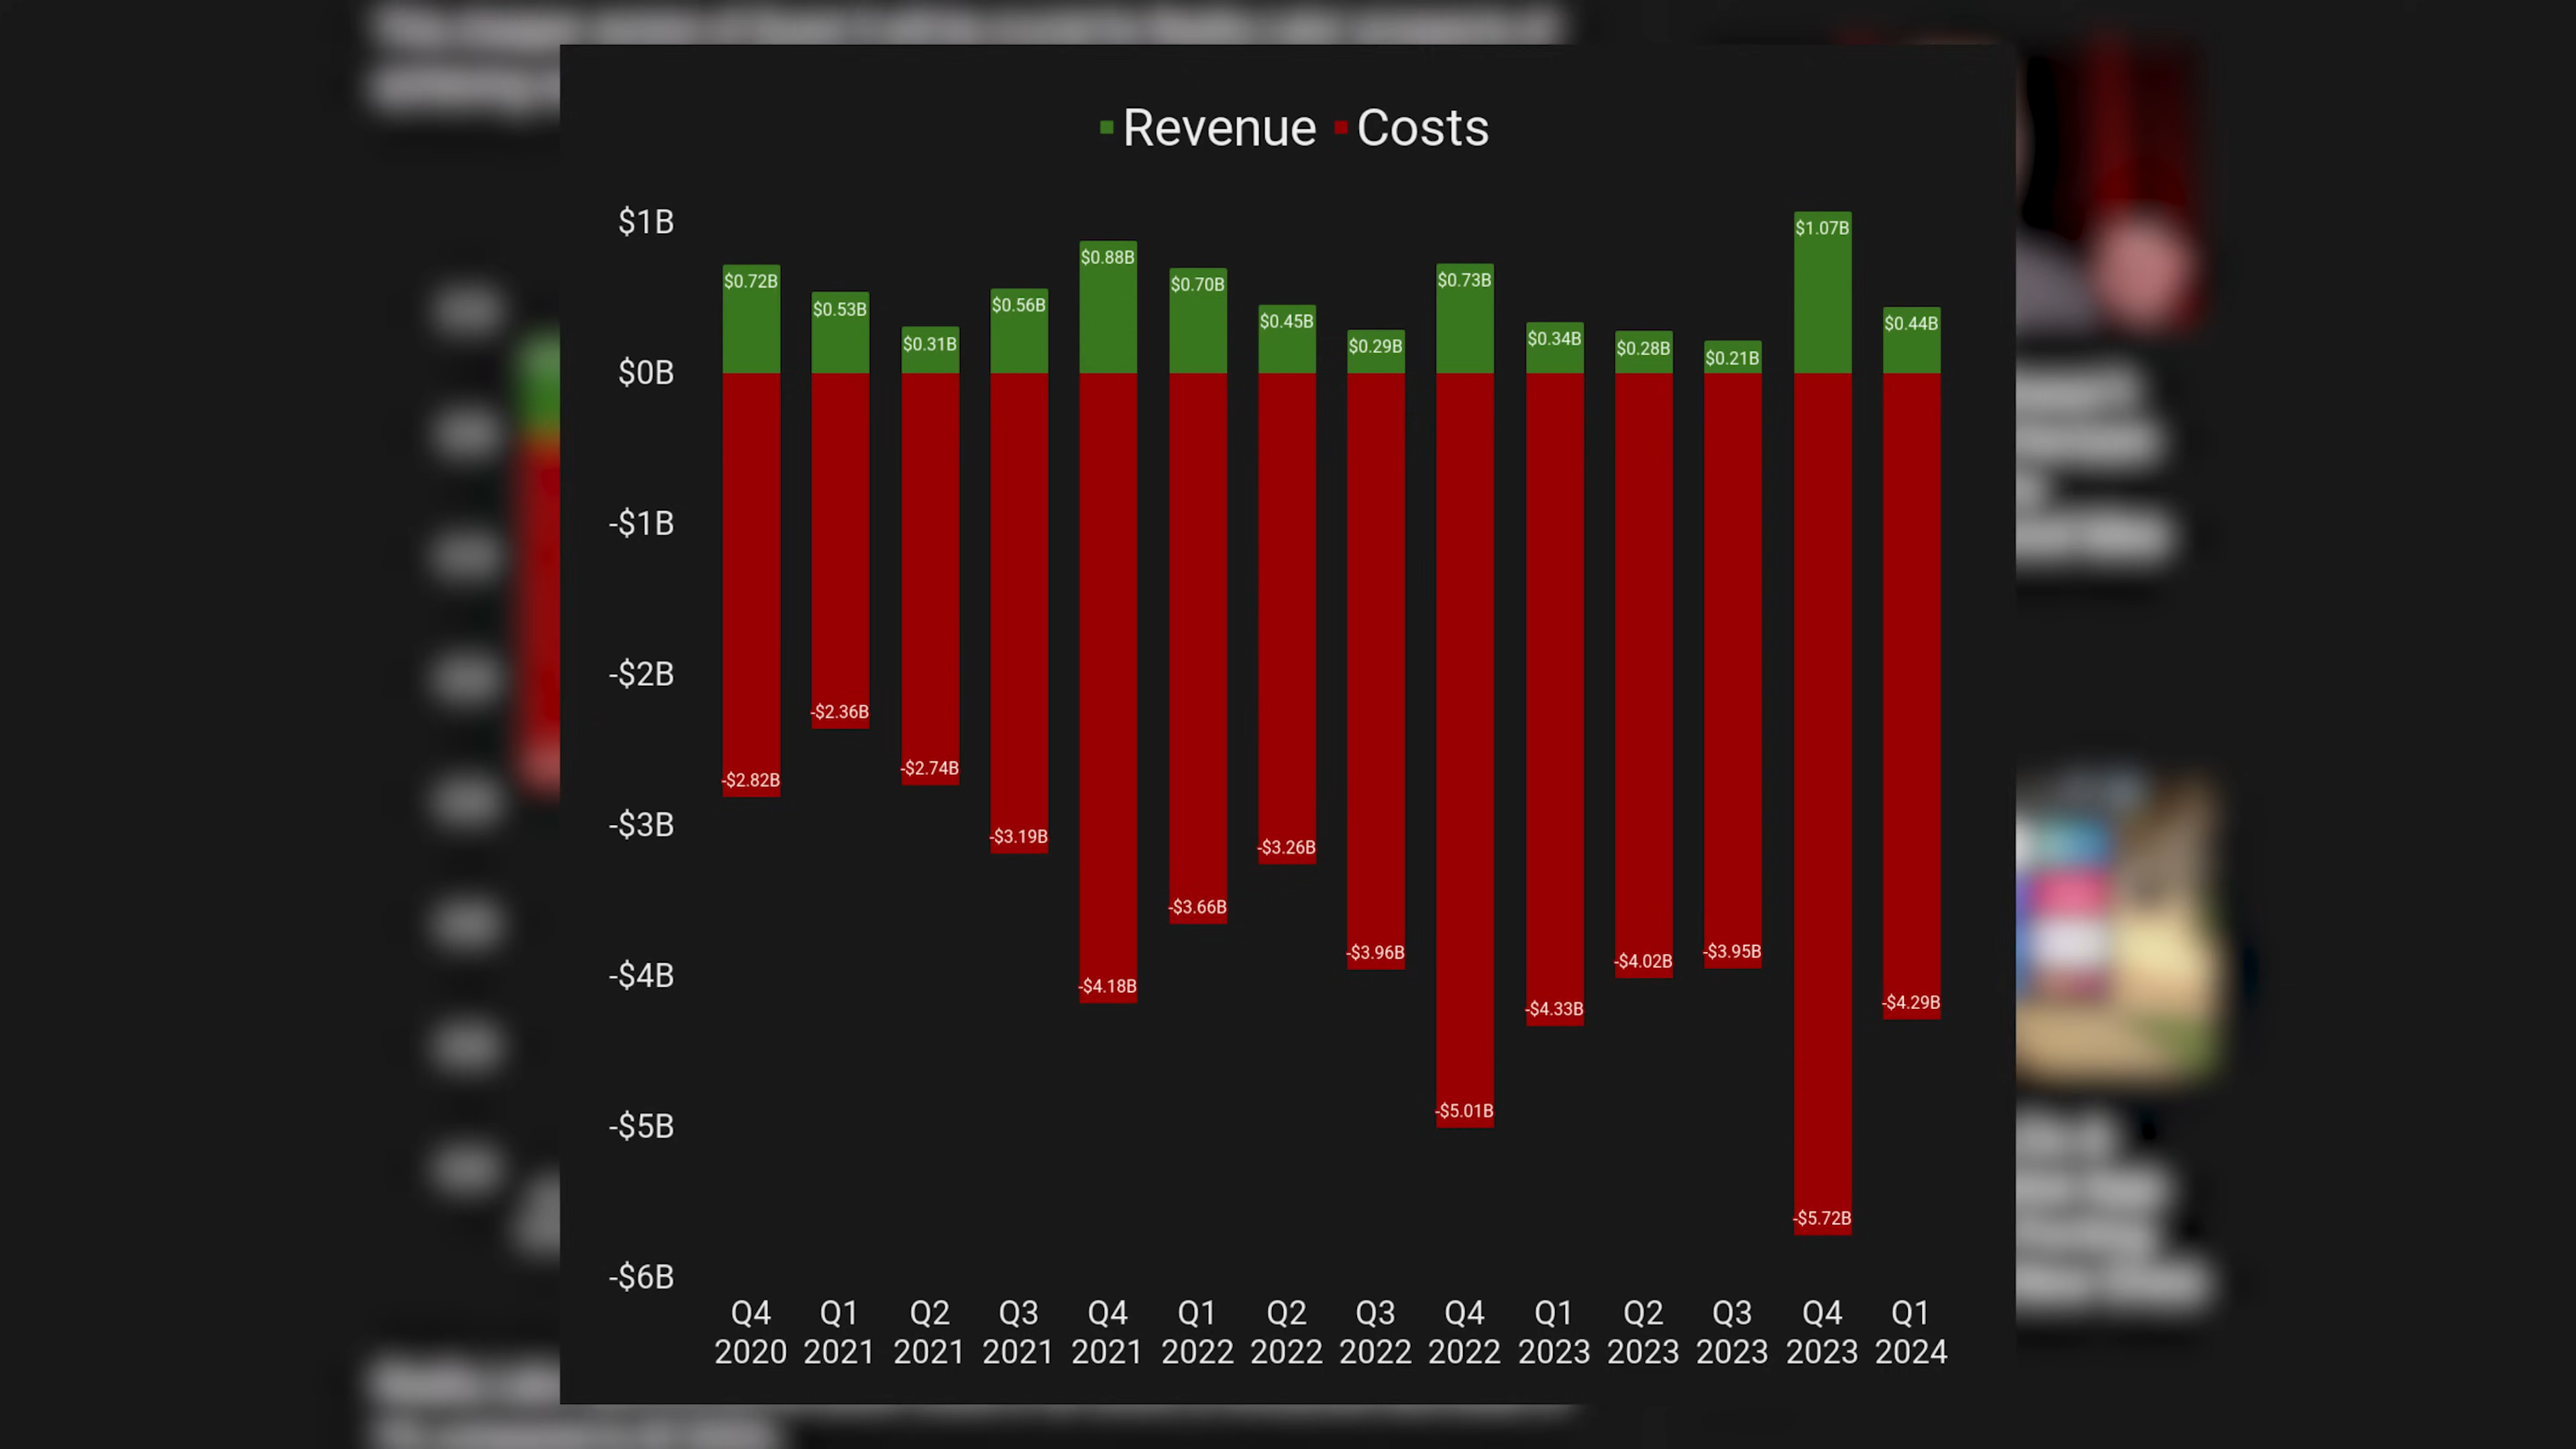 Revenue Costs
$1B
$0B
-$1B
-$2B
-$3B
-$4B
-$5B
-$6B
$0.72B
$0.53B
$0.31B
$0.56B
$0.88B
$0.70B
$0.45B
$0.29B
$0.73B
$0.34B
$0.28B
$0.21B
$1.07B
$0.44B
-$2.82B
-$2.36B
-$2.74B
-$3.19B
-$4.18B
-$3.66B
-$3.26B
-$3.96B
-$5.01B
-$4.33B
-$4.02B
-$3.95B
-$5.72B
-$4.29B
Q4 Q1 Q2 Q3 Q4 Q1 Q2 Q3 Q4 Q1 Q2 Q3 Q4 Q1
2020 2021 2021 2021 2021 2022 2022 2022 2022 2023 2023 2023 2023 2024